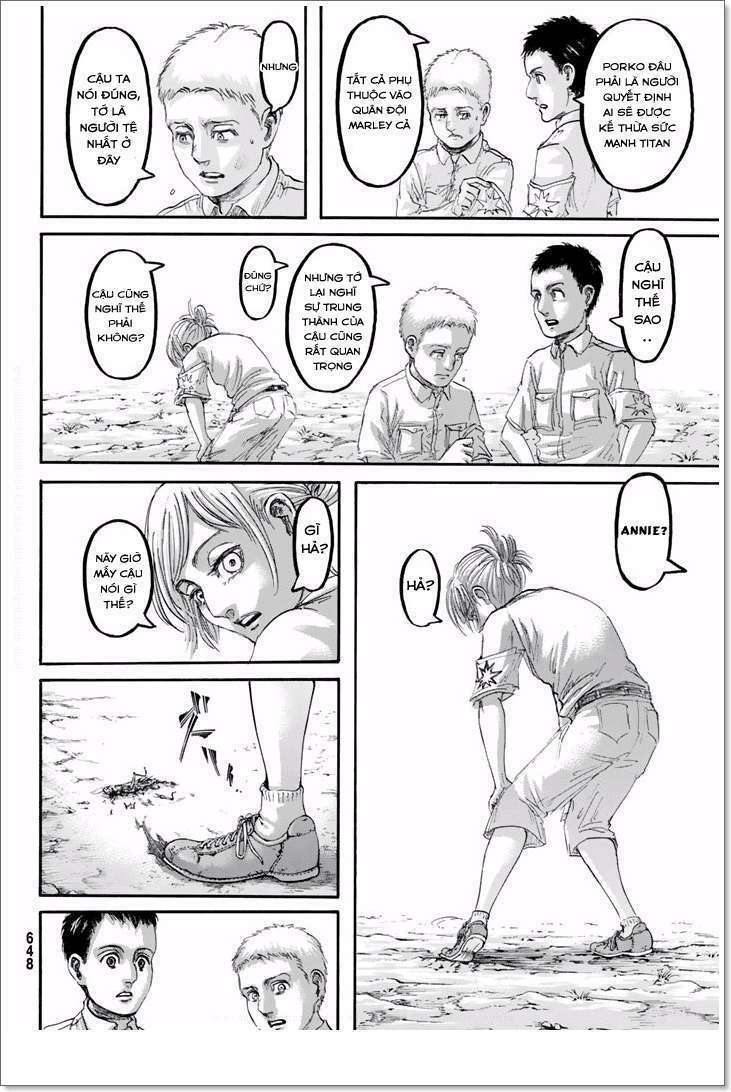 PORKO ĐÂU
PHẢI LÀ NGƯỜI
QUYẾT ĐỊNH
AI SẼ ĐƯỢC
KẾ THỪA SỨC
MẠNH TITAN
TẤT CẢ PHỤ
THUỘC VÀO
QUÂN ĐỘI
MARLEY CẢ
NHƯNG
CẬU TA
NÓI ĐÚNG,
TỚ LÀ
NGƯỜI TỆ
NHẤT Ở
ĐÂY
CẬU
NGHĨ THẾ
SAO
..
NHƯNG TỚ
LẠI NGHĨ
SỰ TRUNG
THÀNH CỦA
CẬU CŨNG
RẤT QUAN
TRỌNG
ĐÚNG
CHỨ?
CẬU CŨNG
NGHĨ THẾ
PHẢI
KHÔNG?
ANNIE?
HẢ?
GÌ
HẢ?
NÃY GIỜ
MẤY CẬU
NÓI GÌ
THẾ?
648